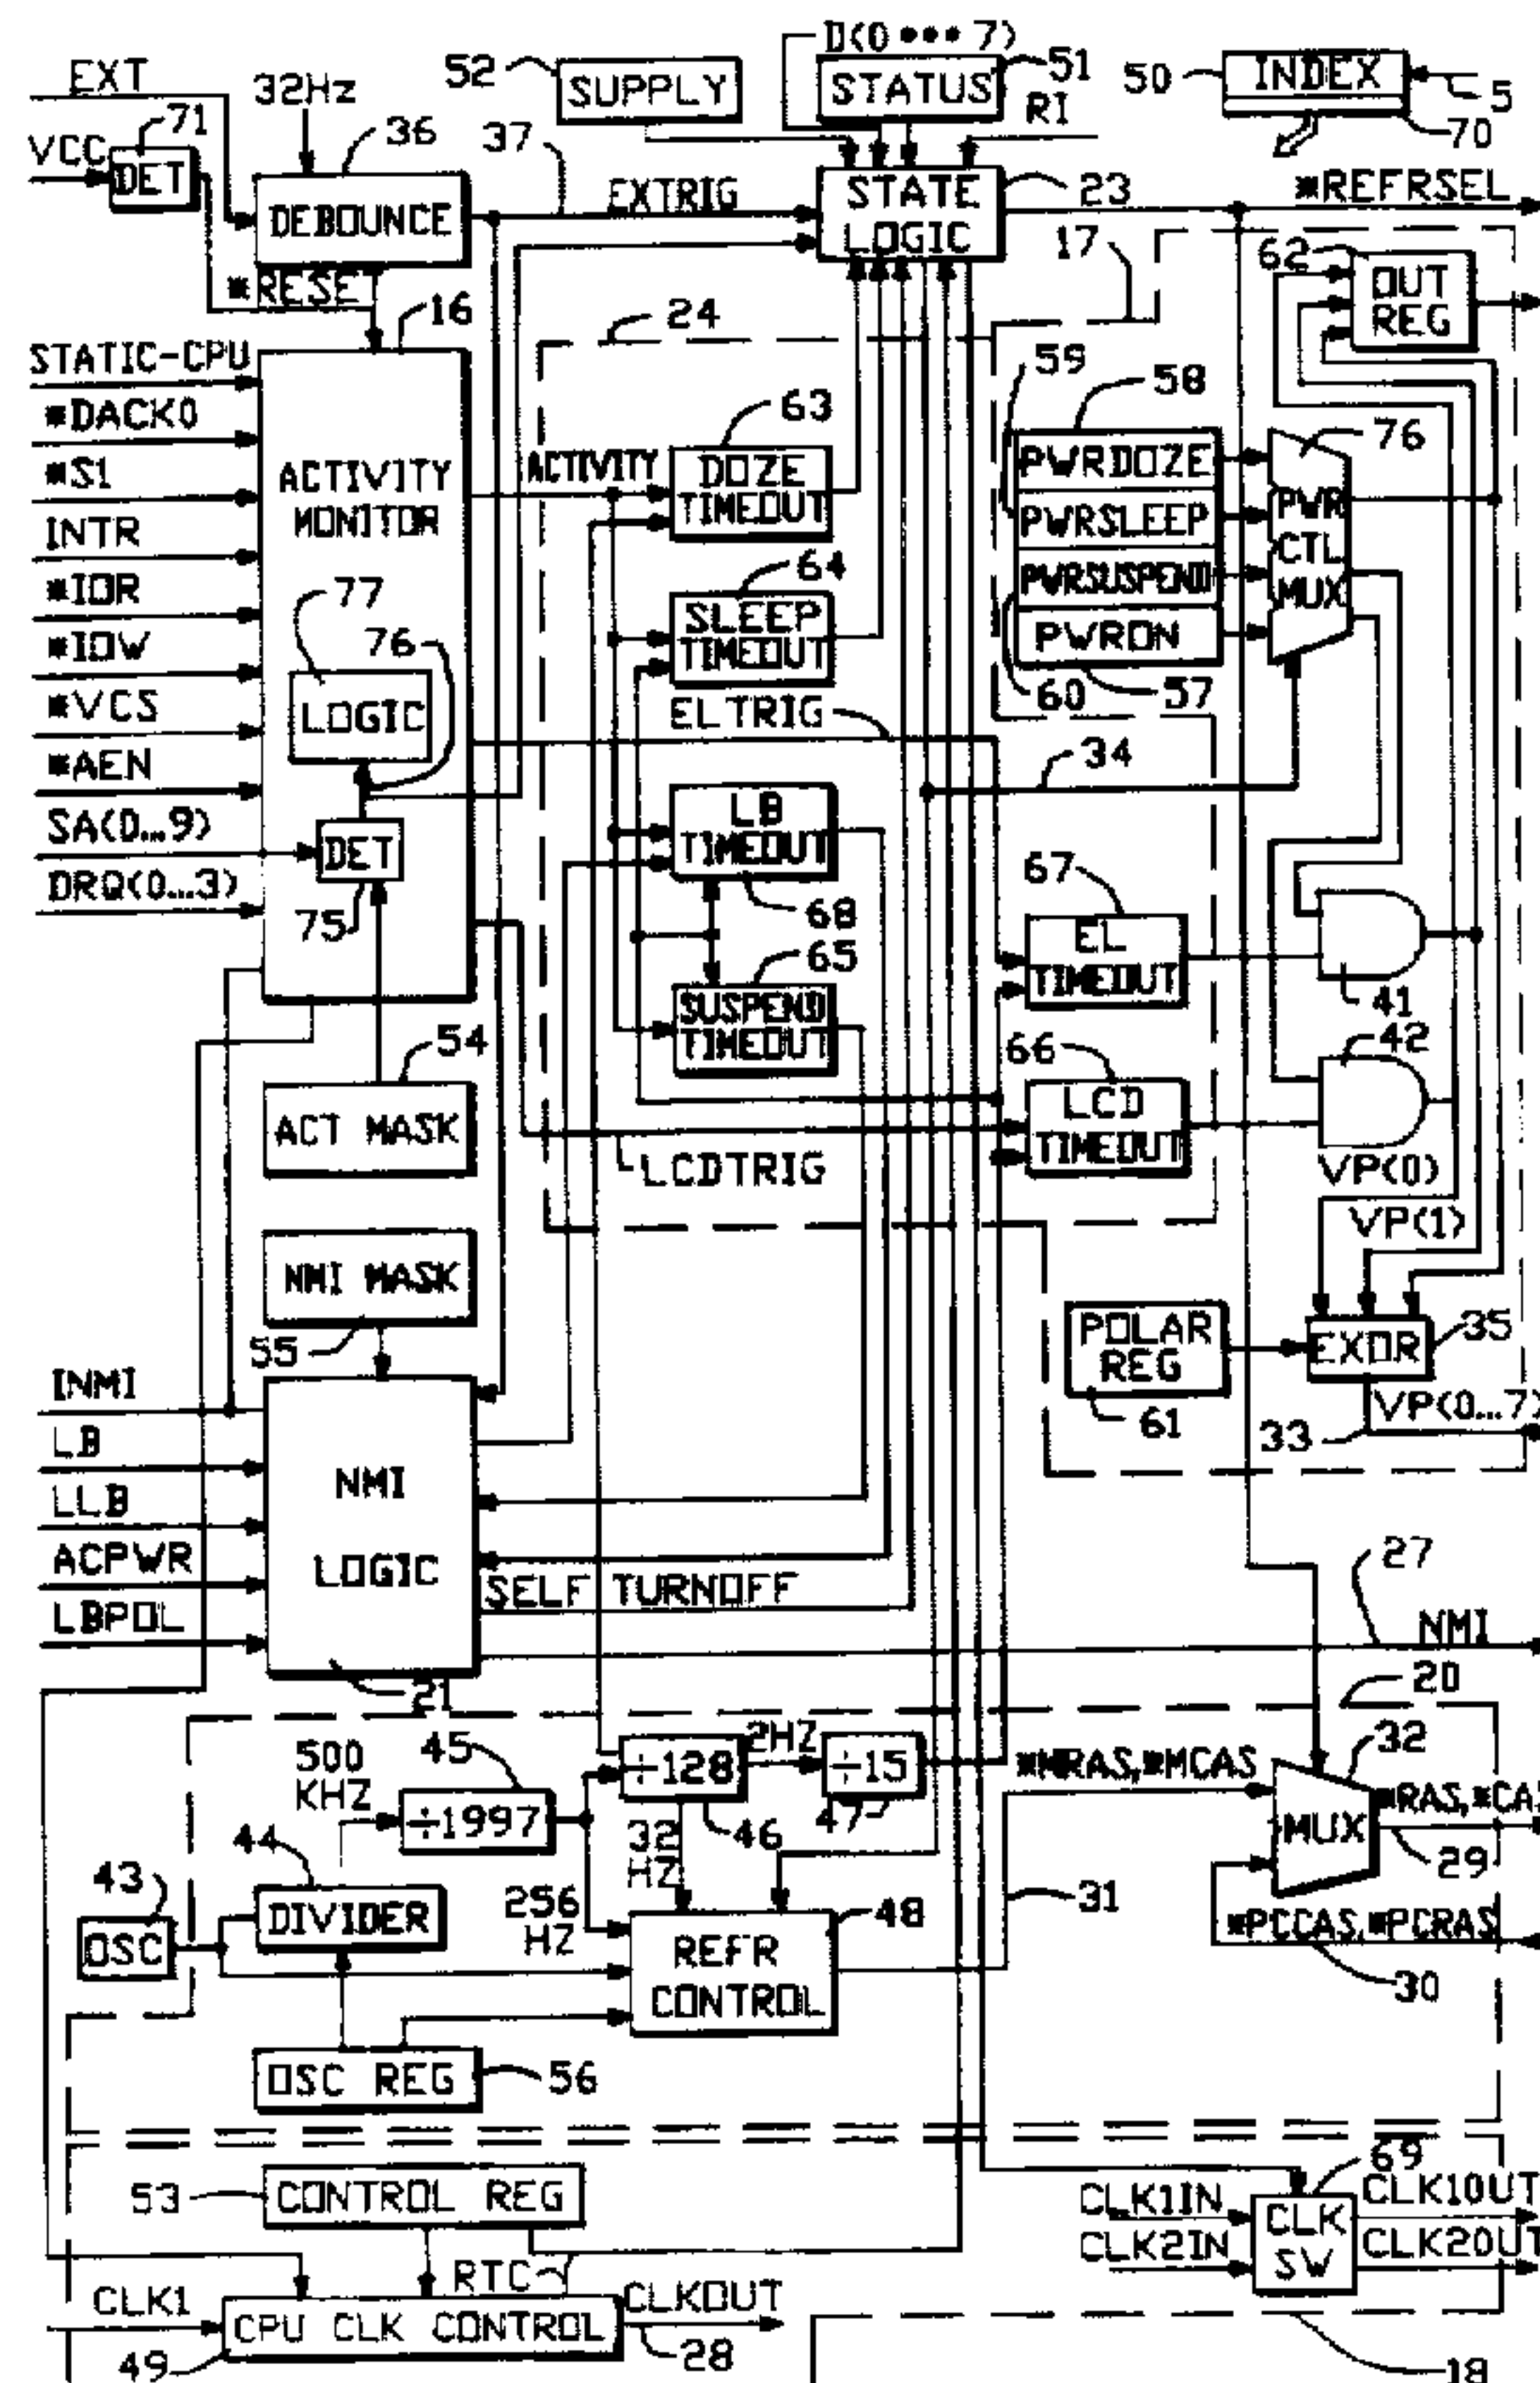 D(0•••7)
EXT
32Hz
52
SUPPLY
STATUS
51
RI
50
INDEX
5
70
VCC
71
DET
36
DEBOUNCE
37
EXTRIG
STATE
LOGIC
23
*REFRSEL
*RESET
16
24
17
62
OUT
REG
STATIC-CPU
*DACK0
*S1
INTR
*IOR
*IOW
*VCS
*AEN
SA(0...9)
DRQ(0...3)
ACTIVITY
MONITOR
77
LOGIC
76
DET
75
ACTIVITY
63
DOZE
TIMEOUT
64
SLEEP
TIMEOUT
ELTRIG
LB
TIMEOUT
68
65
SUSPEND
TIMEOUT
59
58
PWRDOZE
PWRSLEEP
PWRSUSPEND
PWRON
60
57
76
PWR
CTL
MUX
34
67
EL
TIMEOUT
41
42
66
LCD
TIMEOUT
LCDTRIG
54
ACT MASK
NMI MASK
55
VP(0)
VP(1)
POLAR
REG
61
EXOR
35
VP(0...7)
33
INMI
LB
LLB
ACPWR
LBPOL
NMI
LOGIC
21
SELF TURNOFF
27
NMI
20
500
KHZ
45
÷1997
÷128
2HZ
÷15
47
46
32
HZ
*MRAS,*MCAS
32
MUX
*RAS,*CAS
29
44
DIVIDER
43
OSC
256
HZ
REFR
CONTROL
48
31
*PCCAS,*PCRAS
30
OSC REG
56
53
CONTROL REG
RTC
CLK1
CPU CLK CONTROL
49
CLKOUT
28
69
CLK1IN
CLK2IN
CLK
SW
CLK1OUT
CLK2OUT
18